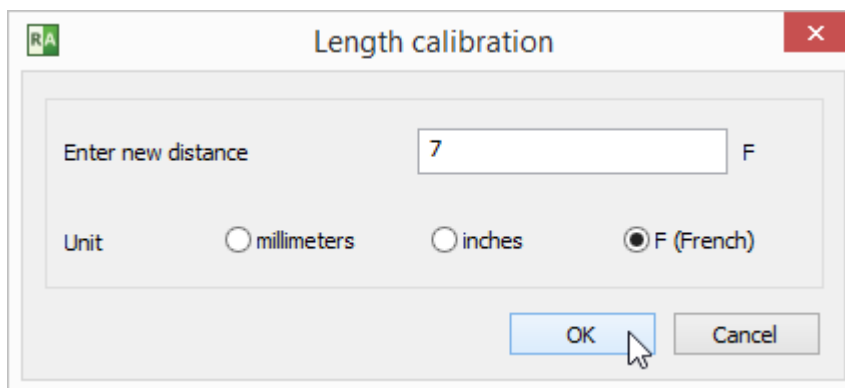 RA Length calibration
Enter new distance 7 F
Unit millimeters inches F (French)
OK Cancel